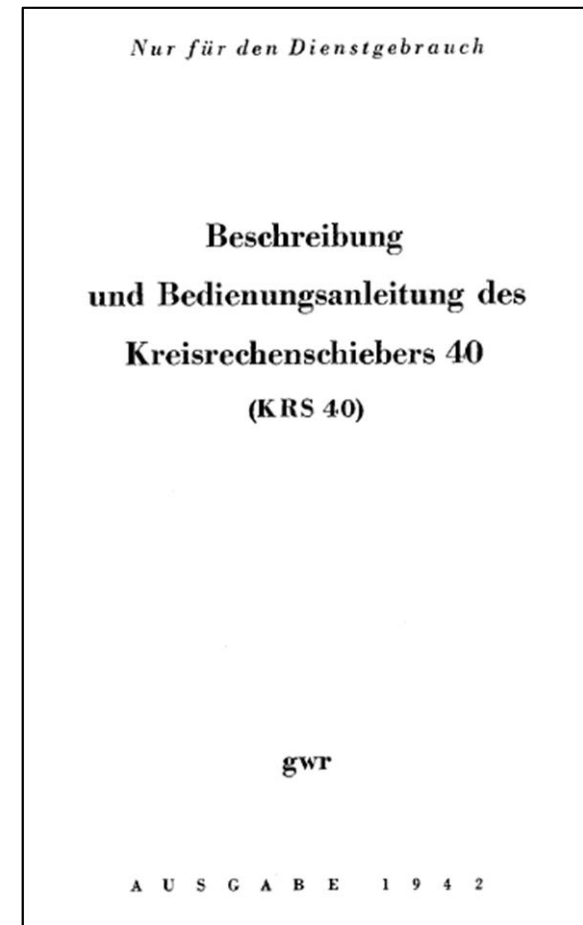 Nur für den Dienstgebrauch
Beschreibung
und Bedienungsanleitung des
Kreisrechenschiebers 40
(KRS 40)
gwr
AUSGABE 1942